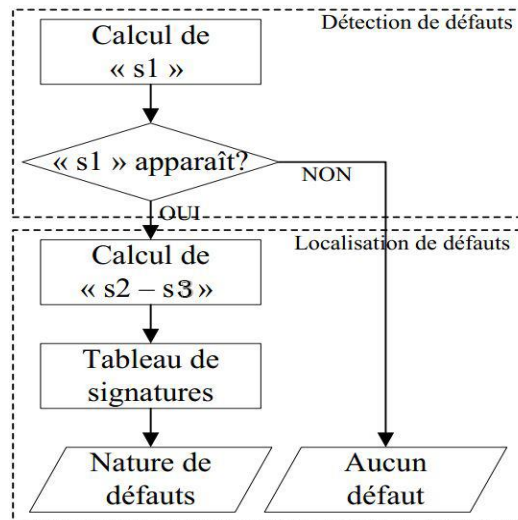 Détection de défauts
Calcul de
« s1 »
« s1 » apparaît?
NON
OUI
Localisation de défauts
Calcul de
« s2 – s3 »
Tableau de
signatures
Nature de
défauts
Aucun
défaut